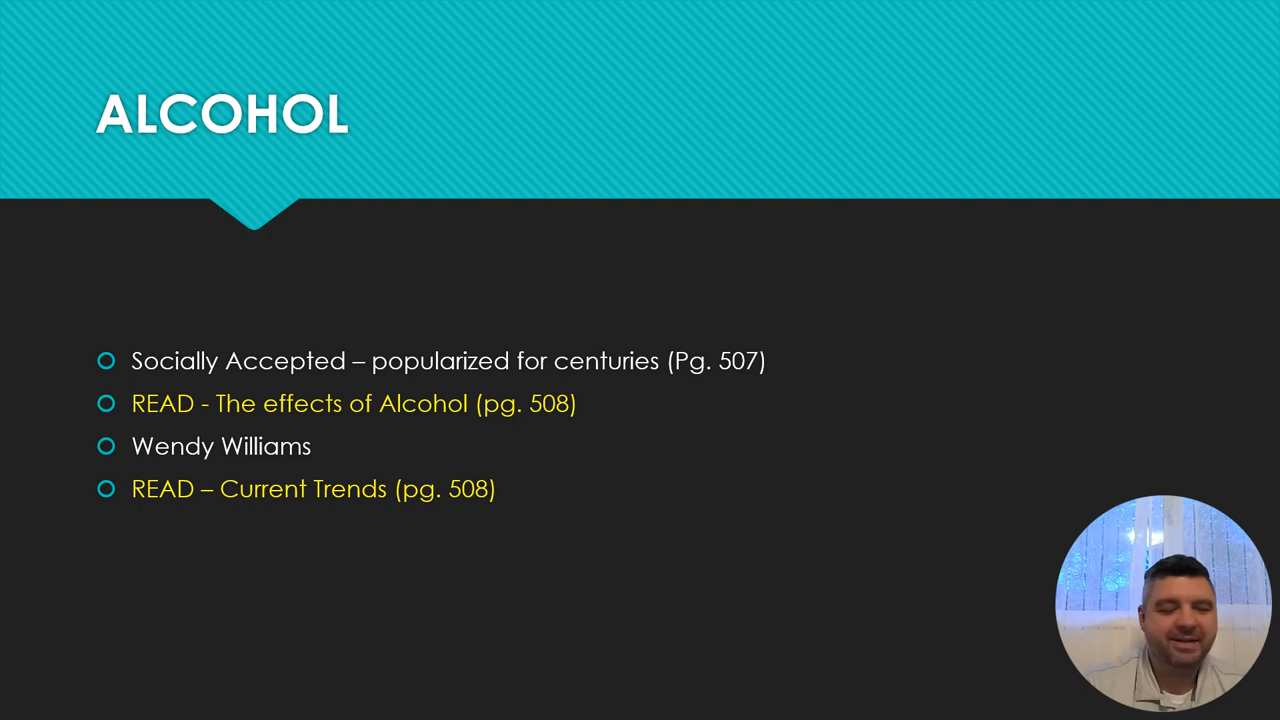 ALCOHOL
Socially Accepted – popularized for centuries (Pg. 507)
READ - The effects of Alcohol (pg. 508)
Wendy Williams
READ – Current Trends (pg. 508)